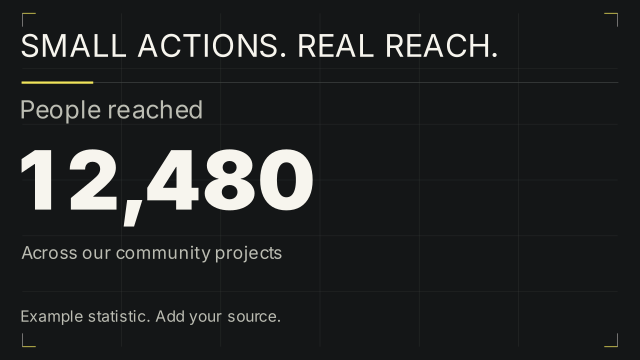 SMALL ACTIONS. REAL REACH.
People reached
12,480
Across our community projects
Example statistic. Add your source.